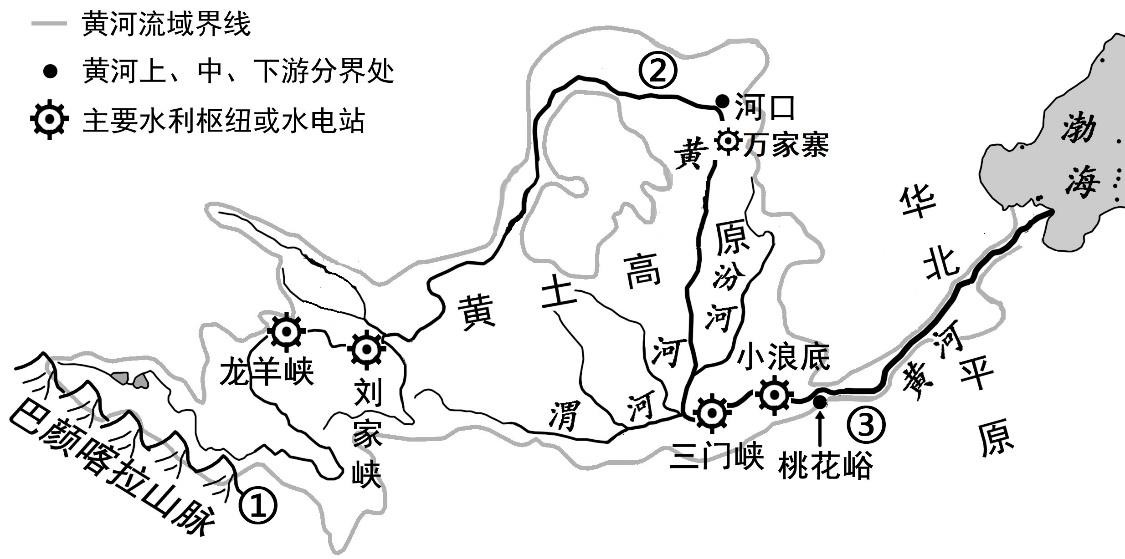 黄河流域界线
黄河上、中、下游分界处
主要水利枢纽或水电站
②
河口
万家寨
渤海
黄河
华北平原
黄土高原
汾河
龙羊峡
刘家峡
小浪底
黄河
渭河
三门峡
桃花峪
③
巴颜喀拉山脉
①